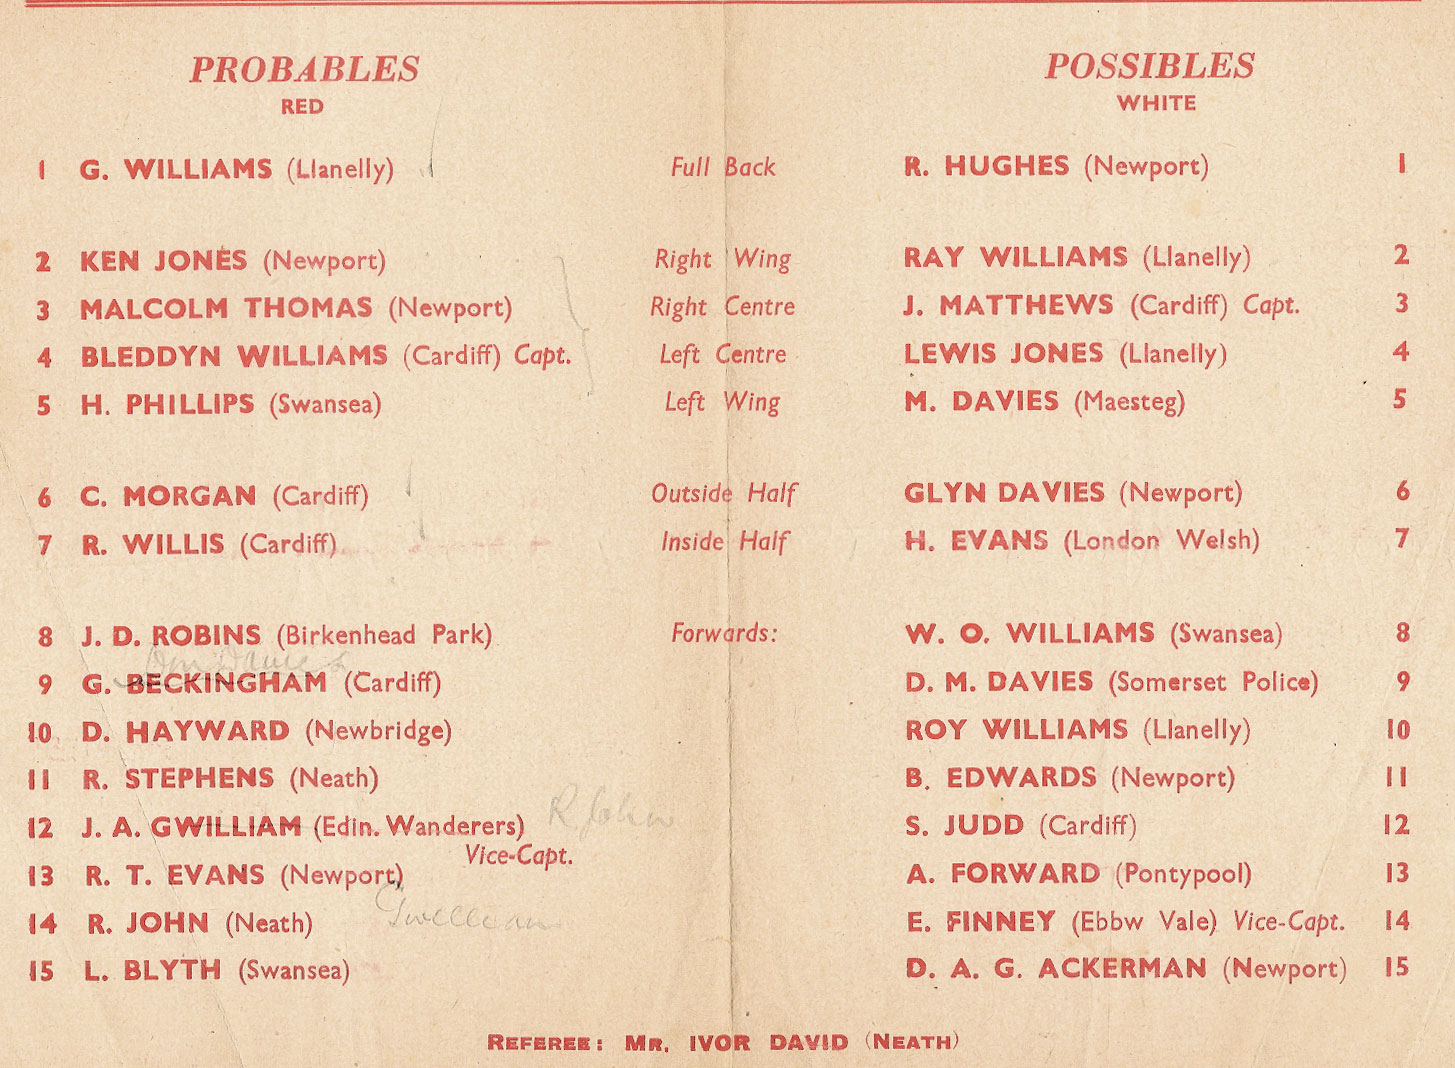 PROBABLES POSSIBLES
RED WHITE
1 G. WILLIAMS (Llanelly) Full Back R. HUGHES (Newport) 1
2 KEN JONES (Newport) Right Wing RAY WILLIAMS (Llanelly) 2
3 MALCOLM THOMAS (Newport) Right Centre J. MATTHEWS (Cardiff) Capt. 3
4 BLEDDYN WILLIAMS (Cardiff) Capt. Left Centre LEWIS JONES (Llanelly) 4
5 H. PHILLIPS (Swansea) Left Wing M. DAVIES (Maesteg) 5
6 C. MORGAN (Cardiff) Outside Half GLYN DAVIES (Newport) 6
7 R. WILLIS (Cardiff) Inside Half H. EVANS (London Welsh) 7
8 J. D. ROBINS (Birkenhead Park) Forwards: W. O. WILLIAMS (Swansea) 8
Dom Davies
9 G. BECKINGHAM (Cardiff) D. M. DAVIES (Somerset Police) 9
10 D. HAYWARD (Newbridge) ROY WILLIAMS (Llanelly) 10
11 R. STEPHENS (Neath) B. EDWARDS (Newport) 11
12 J. A. GWILLIAM (Edin. Wanderers) R. John S. JUDD (Cardiff) 12
Vice-Capt.
13 R. T. EVANS (Newport) A. FORWARD (Pontypool) 13
14 R. JOHN (Neath) Gwilliam E. FINNEY (Ebbw Vale) Vice-Capt. 14
15 L. BLYTH (Swansea) D. A. G. ACKERMAN (Newport) 15
REFEREE: MR. IVOR DAVID (NEATH)